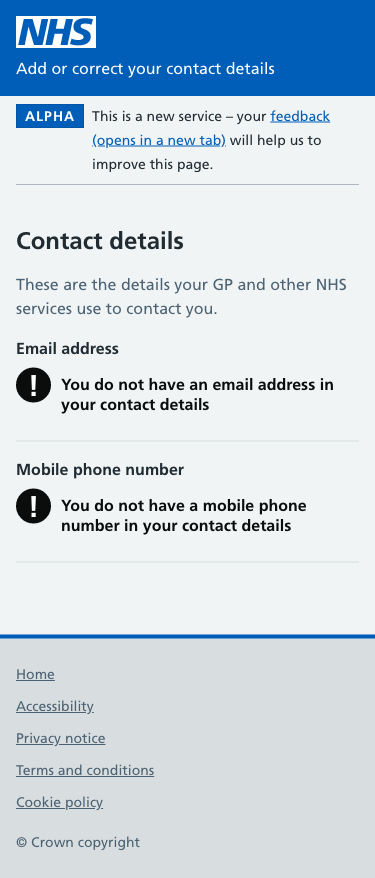 NHS
Add or correct your contact details
ALPHA
This is a new service – your feedback
(opens in a new tab) will help us to
improve this page.
Contact details
These are the details your GP and other NHS
services use to contact you.
Email address
! You do not have an email address in
your contact details
Mobile phone number
! You do not have a mobile phone
number in your contact details
Home
Accessibility
Privacy notice
Terms and conditions
Cookie policy
© Crown copyright